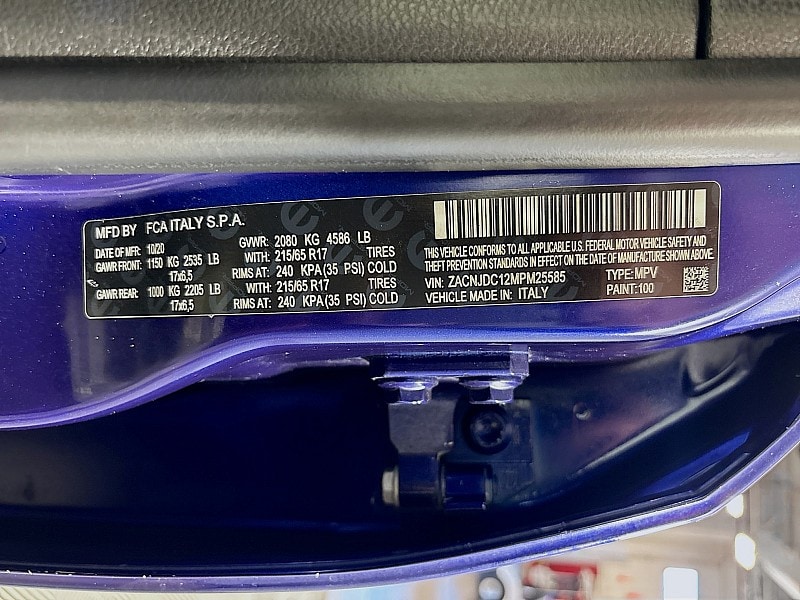 MFD BY FCA ITALY S.P.A.
DATE OF MFR: 10/20 GVWR: 2080 KG 4586 LB
GAWR FRONT: 1150 KG 2535 LB WITH: 215/65 R17 TIRES
17x6,5 RIMS AT: 240 KPA (35 PSI) COLD
GAWR REAR: 1000 KG 2205 LB WITH: 215/65 R17 TIRES
17x6,5 RIMS AT: 240 KPA (35 PSI) COLD
THIS VEHICLE CONFORMS TO ALL APPLICABLE U.S. FEDERAL MOTOR VEHICLE SAFETY AND
THEFT PREVENTION STANDARDS IN EFFECT ON THE DATE OF MANUFACTURE SHOWN ABOVE.
VIN: ZACNJDC12MPM25585 TYPE: MPV
VEHICLE MADE IN: ITALY PAINT: 100